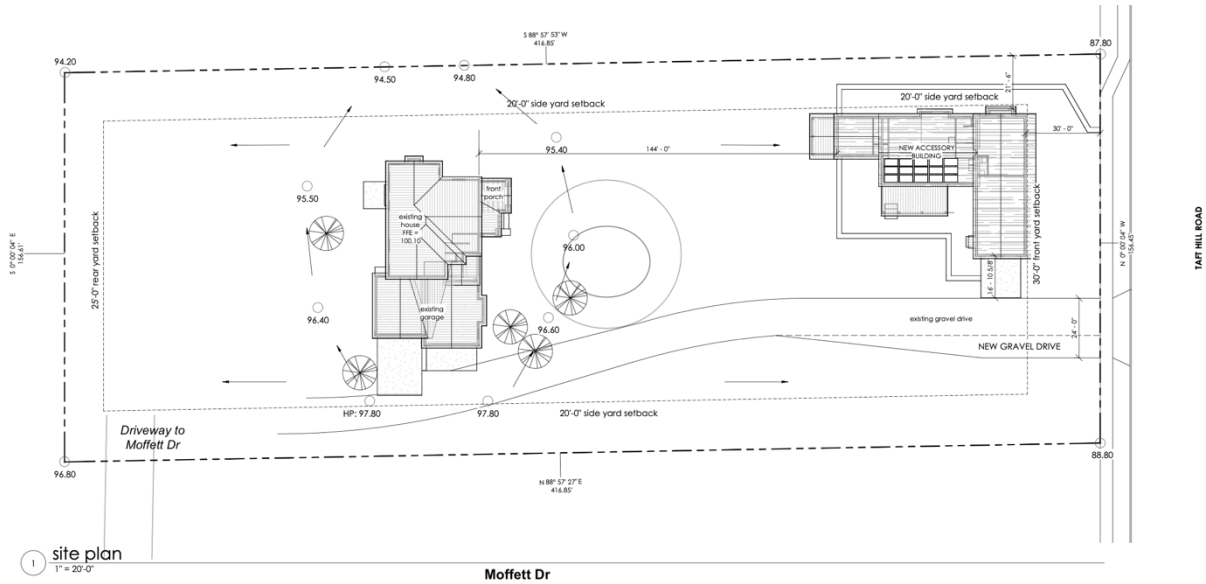 S 88° 57' 53" W
416.85'
87.80
94.20
94.50
94.80
21' - 6"
20'-0" side yard setback
20'-0" side yard setback
30' - 0"
95.40
144' - 0"
NEW ACCESSORY
BUILDING
95.50
front
porch
existing
house
FFE =
100.10'
96.00
S 0° 00' 04" E
156.61'
25'-0" rear yard setback
30'-0" front yard setback
N 0° 00' 04" W
156.45'
TAFT HILL ROAD
16' - 10 5/8"
96.40
existing
garage
96.60
existing gravel drive
24' - 0"
NEW GRAVEL DRIVE
HP: 97.80
97.80
20'-0" side yard setback
Driveway to
Moffett Dr
96.80
88.80
N 88° 57' 27" E
416.85'
1
site plan
1" = 20'-0"
Moffett Dr